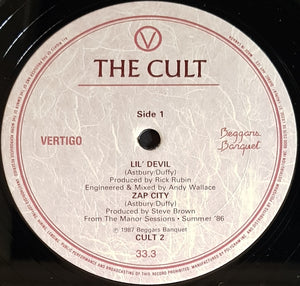 V
THE CULT
Side 1
VERTIGO
Beggars
Banquet
LIL' DEVIL
(Astbury/Duffy)
Produced by Rick Rubin
Engineered & Mixed by Andy Wallace
ZAP CITY
(Astbury/Duffy)
Produced by Steve Brown
From The Manor Sessions - Summer '86
℗ 1987 Beggars Banquet
CULT 2
33.3